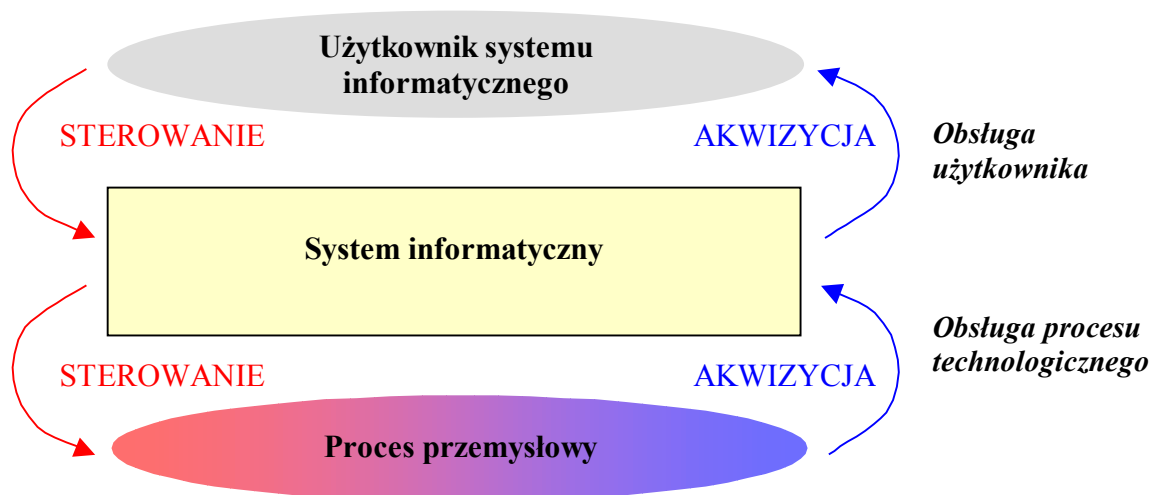 Użytkownik systemu
informatycznego
STEROWANIE
AKWIZYCJA
Obsługa
użytkownika
System informatyczny
Obsługa procesu
technologicznego
STEROWANIE
AKWIZYCJA
Proces przemysłowy